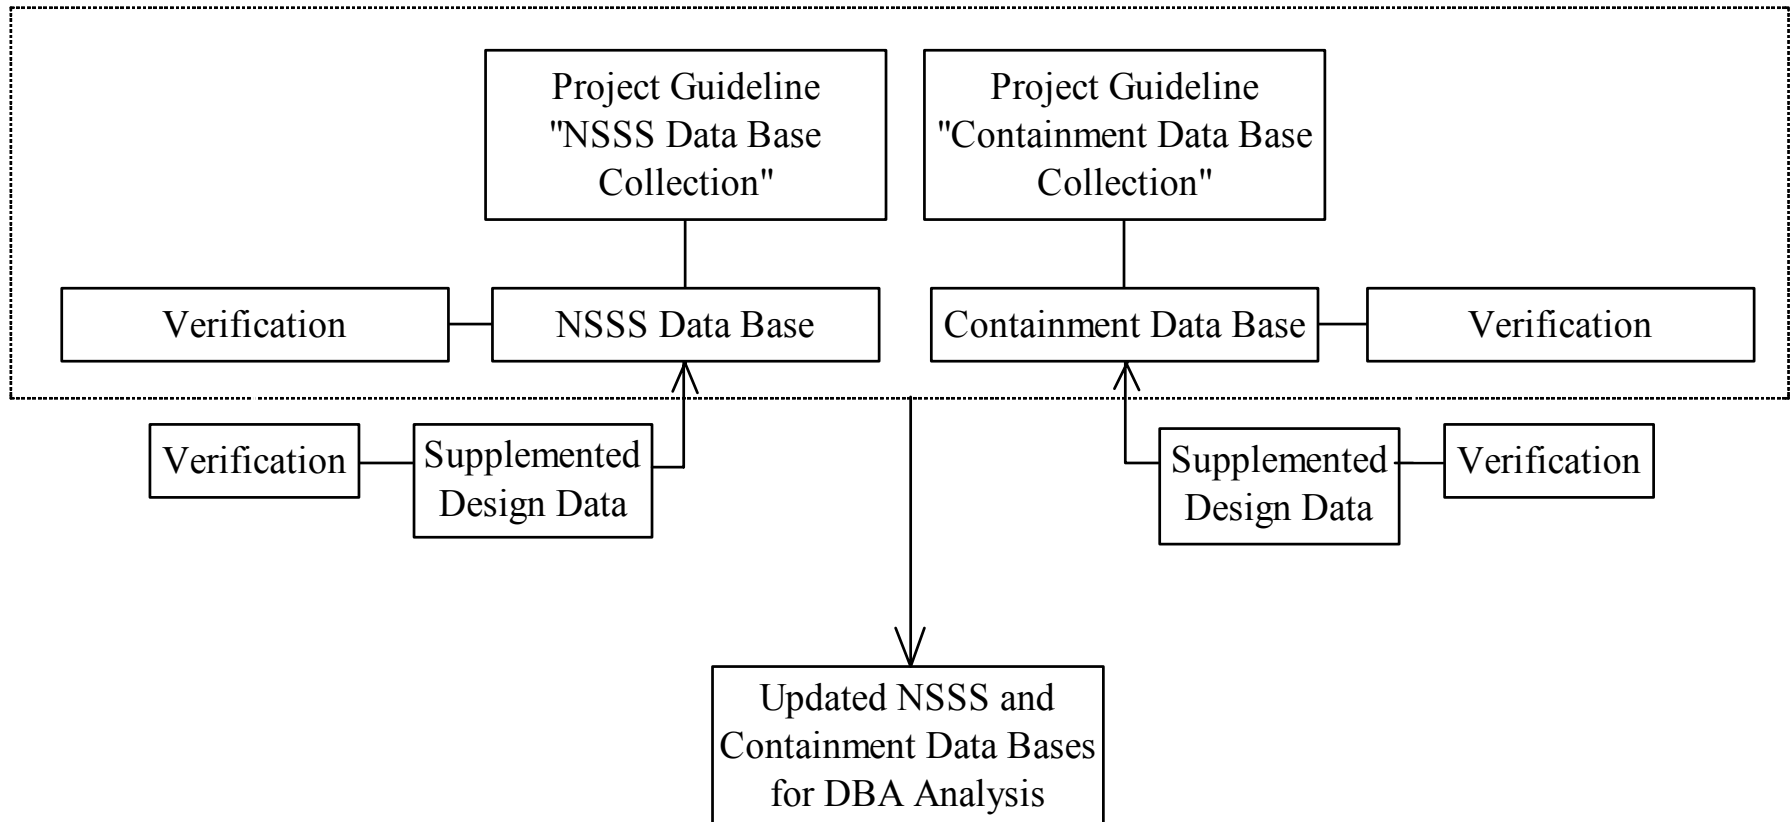 Project Guideline
"NSSS Data Base
Collection"
Project Guideline
"Containment Data Base
Collection"
Verification
NSSS Data Base
Containment Data Base
Verification
Verification
Supplemented
Design Data
Supplemented
Design Data
Verification
Updated NSSS and
Containment Data Bases
for DBA Analysis